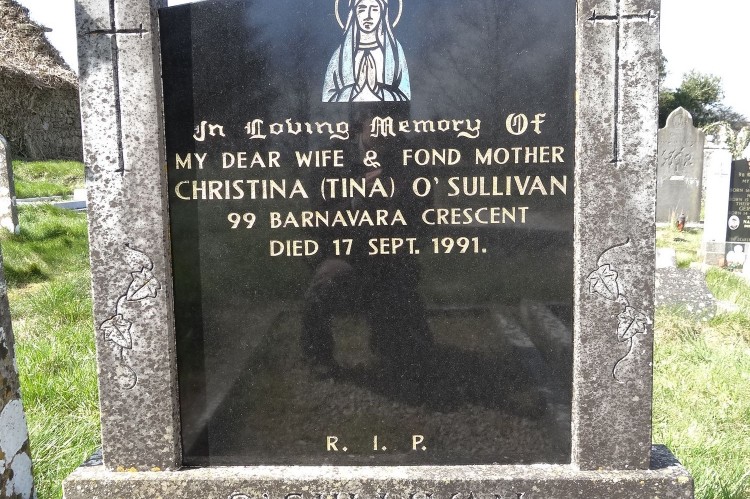 In Loving Memory Of
MY DEAR WIFE & FOND MOTHER
CHRISTINA (TINA) O'SULLIVAN
99 BARNAVARA CRESCENT
DIED 17 SEPT. 1991.
R. I. P.